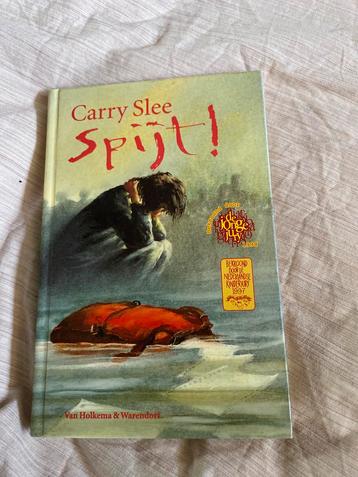 Carry Slee
Spijt!
de
jonge
jury
BEKROOND
DOOR DE
NEDERLANDSE
KINDERJURY
1997
Van Holkema & Warendorf